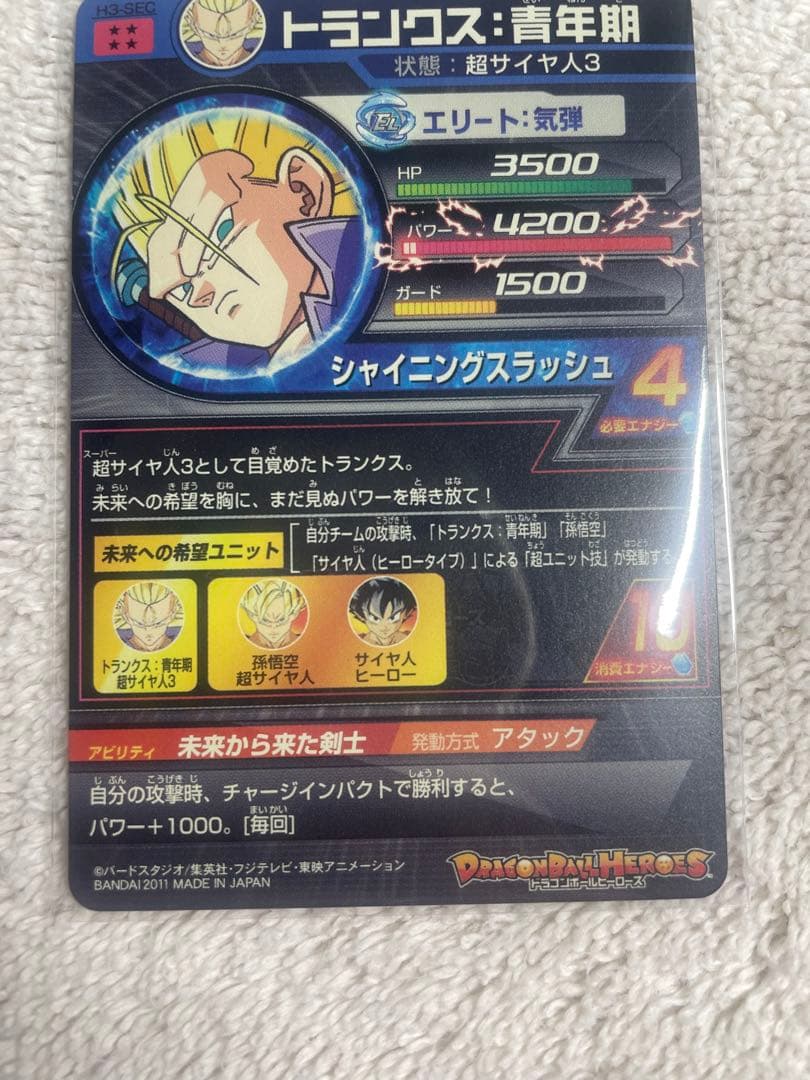 H3-SEC
トランクス:青年期
状態:超サイヤ人3
EL エリート:気弾
HP 3500
パワー 4200
ガード 1500
シャイニングスラッシュ 4
必要エナジー
超サイヤ人3として目覚めたトランクス。
未来への希望を胸に、まだ見ぬパワーを解き放て!
未来への希望ユニット
自分チームの攻撃時、「トランクス:青年期」「孫悟空」
「サイヤ人(ヒーロータイプ)」による「超ユニット技」が発動する。
トランクス:青年期
超サイヤ人3
孫悟空
超サイヤ人
サイヤ人
ヒーロー
10
消費エナジー
アビリティ 未来から来た剣士 発動方式 アタック
自分の攻撃時、チャージインパクトで勝利すると、
パワー+1000。[毎回]
©バードスタジオ/集英社・フジテレビ・東映アニメーション
BANDAI 2011 MADE IN JAPAN
DRAGONBALL HEROES
ドラゴンボールヒーローズ